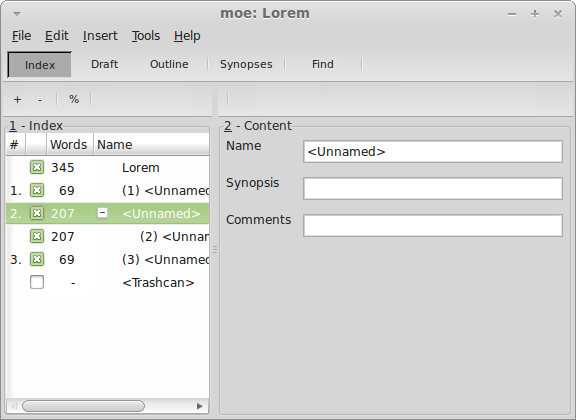 moe: Lorem
File Edit Insert Tools Help
Index Draft Outline Synopses Find
+ - %
1 - Index
# Words Name
345 Lorem
1. 69 (1) <Unnamed
2. 207 <Unnamed>
207 (2) <Unnar
3. 69 (3) <Unnamed
- <Trashcan>
2 - Content
Name <Unnamed>
Synopsis
Comments